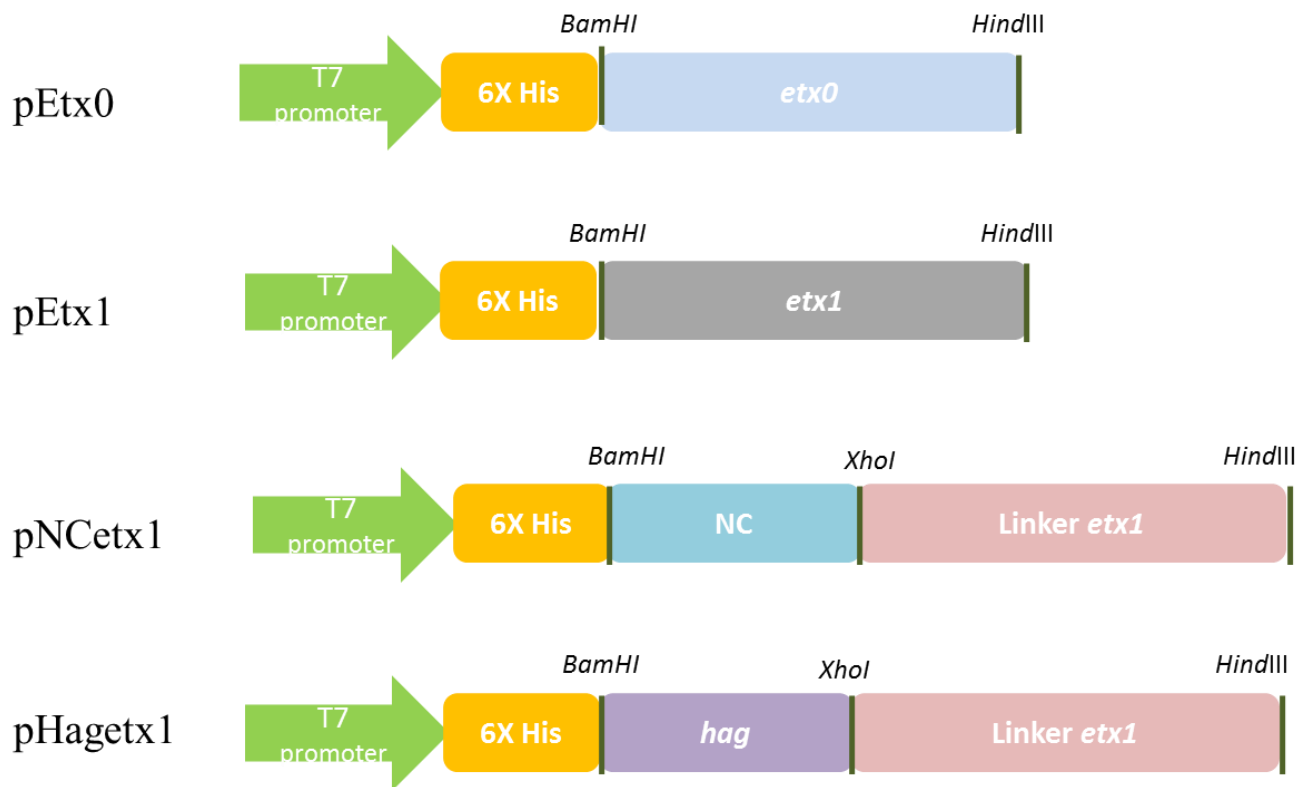 BamHI HindIII
pEtx0
T7
promoter
6X His
etx0
BamHI HindIII
pEtx1
T7
promoter
6X His
etx1
BamHI XhoI HindIII
pNCetx1
T7
promoter
6X His
NC
Linker etx1
BamHI XhoI HindIII
pHagetx1
T7
promoter
6X His
hag
Linker etx1